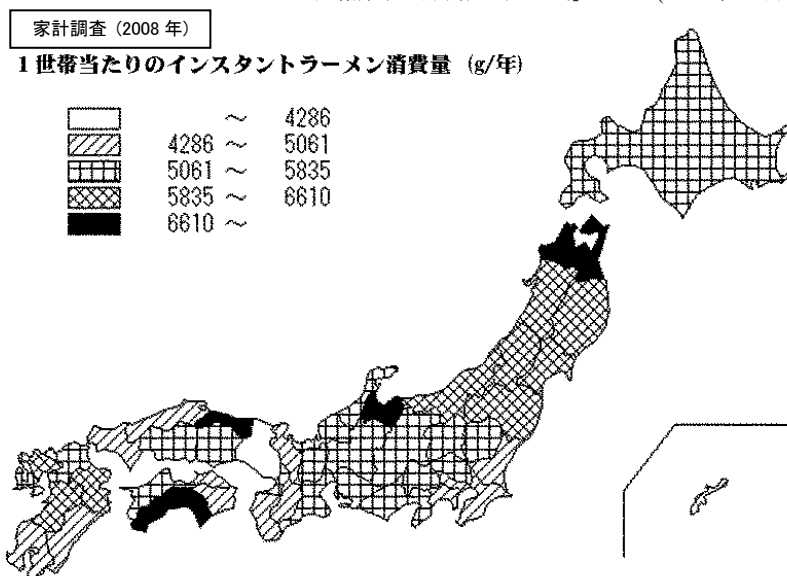 家計調査 (2008 年)
1世帯当たりのインスタントラーメン消費量 (g/年)
～ 4286
4286 ～ 5061
5061 ～ 5835
5835 ～ 6610
6610 ～